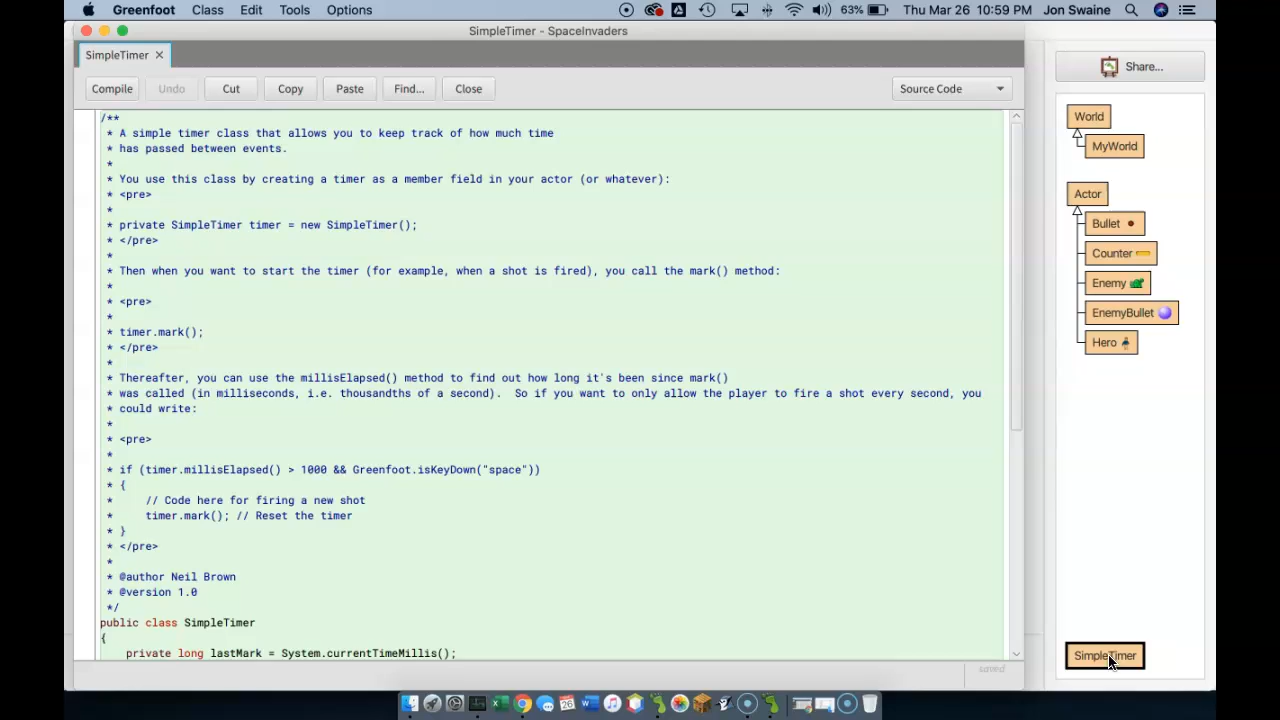 Greenfoot Class Edit Tools Options 63% Thu Mar 26 10:59 PM Jon Swaine
SimpleTimer - SpaceInvaders
SimpleTimer ×
Compile Undo Cut Copy Paste Find... Close Source Code
/**
* A simple timer class that allows you to keep track of how much time
* has passed between events.
*
* You use this class by creating a timer as a member field in your actor (or whatever):
* <pre>
*
* private SimpleTimer timer = new SimpleTimer();
* </pre>
*
* Then when you want to start the timer (for example, when a shot is fired), you call the mark() method:
*
* <pre>
*
* timer.mark();
* </pre>
*
* Thereafter, you can use the millisElapsed() method to find out how long it's been since mark()
* was called (in milliseconds, i.e. thousandths of a second).  So if you want to only allow the player to fire a shot every second, you
* could write:
*
* <pre>
*
* if (timer.millisElapsed() > 1000 && Greenfoot.isKeyDown("space"))
* {
*     // Code here for firing a new shot
*     timer.mark(); // Reset the timer
* }
* </pre>
*
* @author Neil Brown
* @version 1.0
*/
public class SimpleTimer
{
private long lastMark = System.currentTimeMillis();
saved
Share...
World
MyWorld
Actor
Bullet
Counter
Enemy
EnemyBullet
Hero
SimpleTimer
26